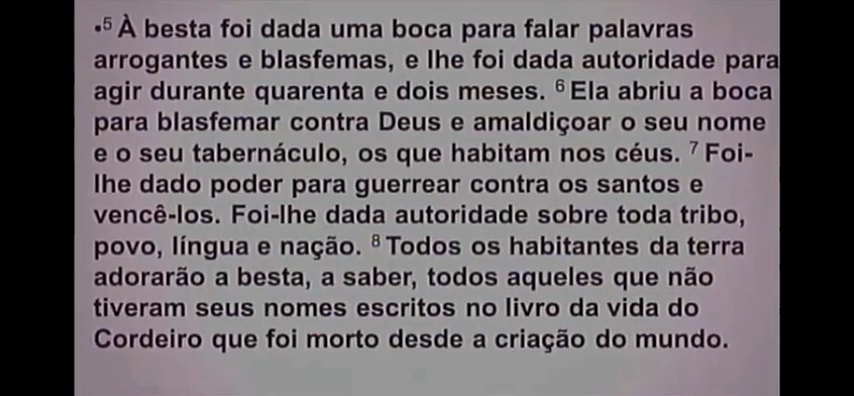 •5 À besta foi dada uma boca para falar palavras
arrogantes e blasfemas, e lhe foi dada autoridade para
agir durante quarenta e dois meses. 6 Ela abriu a boca
para blasfemar contra Deus e amaldiçoar o seu nome
e o seu tabernáculo, os que habitam nos céus. 7 Foi-
lhe dado poder para guerrear contra os santos e
vencê-los. Foi-lhe dada autoridade sobre toda tribo,
povo, língua e nação. 8 Todos os habitantes da terra
adorarão a besta, a saber, todos aqueles que não
tiveram seus nomes escritos no livro da vida do
Cordeiro que foi morto desde a criação do mundo.